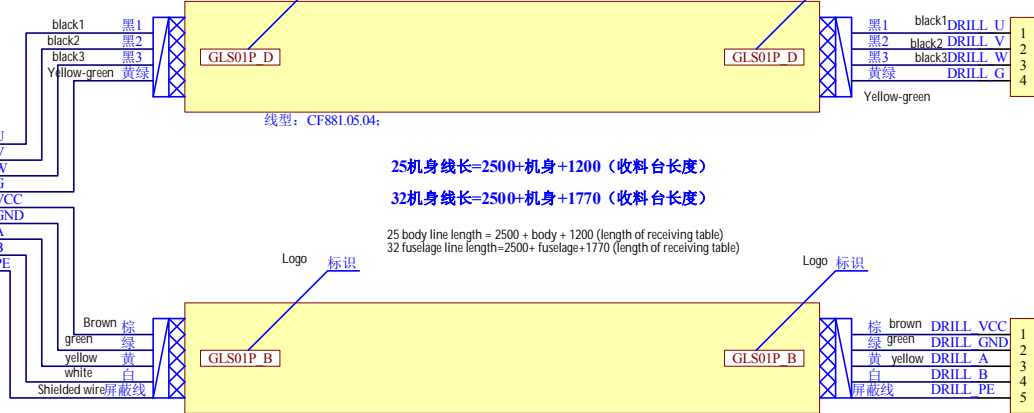 black1 黑1
black2 黑2
black3 黑3
Yellow-green 黄绿
GLS01P_D
GLS01P_D
黑1 black1 DRILL_U 1
黑2 black2 DRILL_V 2
黑3 black3 DRILL_W 3
黄绿 DRILL_G 4
Yellow-green
线型：CF881.05.04；
V
W
G
VCC
GND
A
B
PE
25机身线长=2500+机身+1200（收料台长度）
32机身线长=2500+机身+1770（收料台长度）
25 body line length = 2500 + body + 1200 (length of receiving table)
32 fuselage line length=2500+ fuselage+1770 (length of receiving table)
Logo 标识
Logo 标识
Brown 棕
green 绿
yellow 黄
white 白
Shielded wire 屏蔽线
GLS01P_B
GLS01P_B
棕 brown DRILL_VCC 1
绿 green DRILL_GND 2
黄 yellow DRILL_A 3
白 DRILL_B 4
屏蔽线 DRILL_PE 5